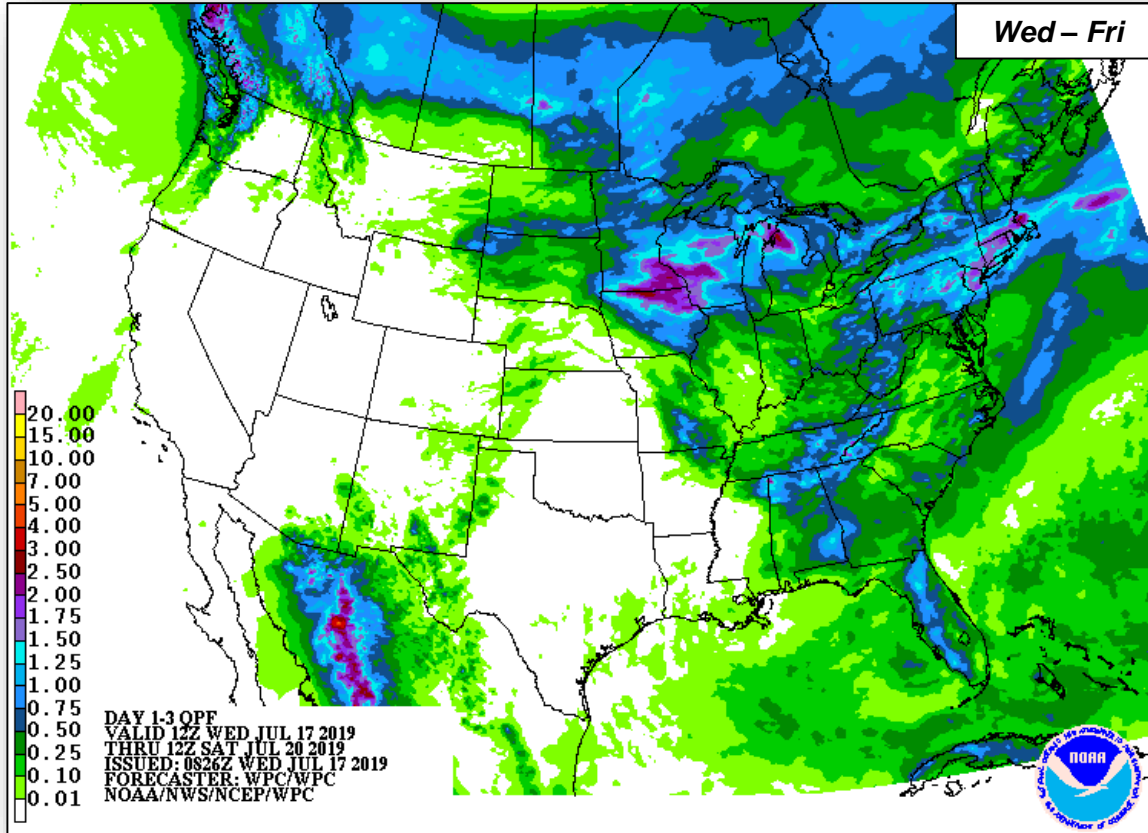 Wed – Fri
20.00
15.00
10.00
7.00
5.00
4.00
3.00
2.50
2.00
1.75
1.50
1.25
1.00
0.75
0.50
0.25
0.10
0.01
DAY 1-3 QPF
VALID 12Z WED JUL 17 2019
THRU 12Z SAT JUL 20 2019
ISSUED: 0826Z WED JUL 17 2019
FORECASTER: WPC/WPC
NOAA/NWS/NCEP/WPC
NOAA